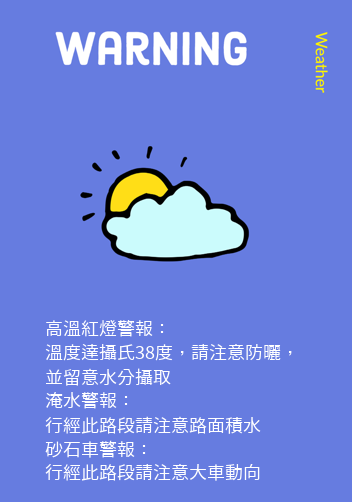 WARNING
Weather
高溫紅燈警報：
溫度達攝氏38度，請注意防曬，
並留意水分攝取
淹水警報：
行經此路段請注意路面積水
砂石車警報：
行經此路段請注意大車動向